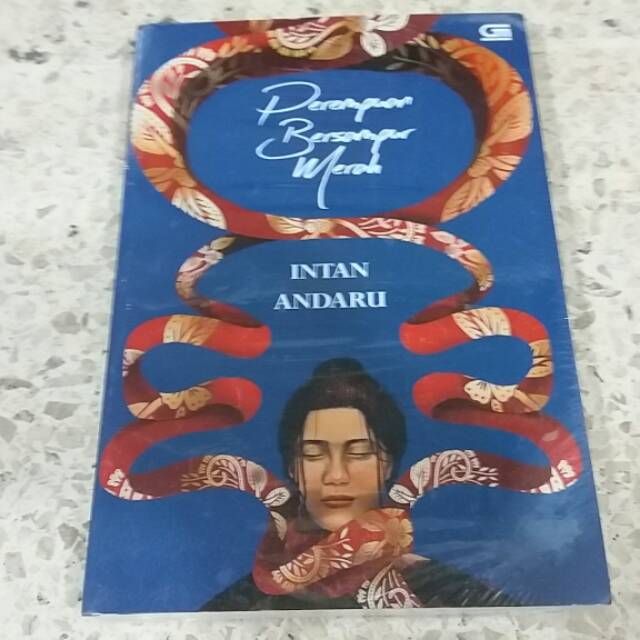 Perempuan
Bersampur
Merah
INTAN
ANDARU